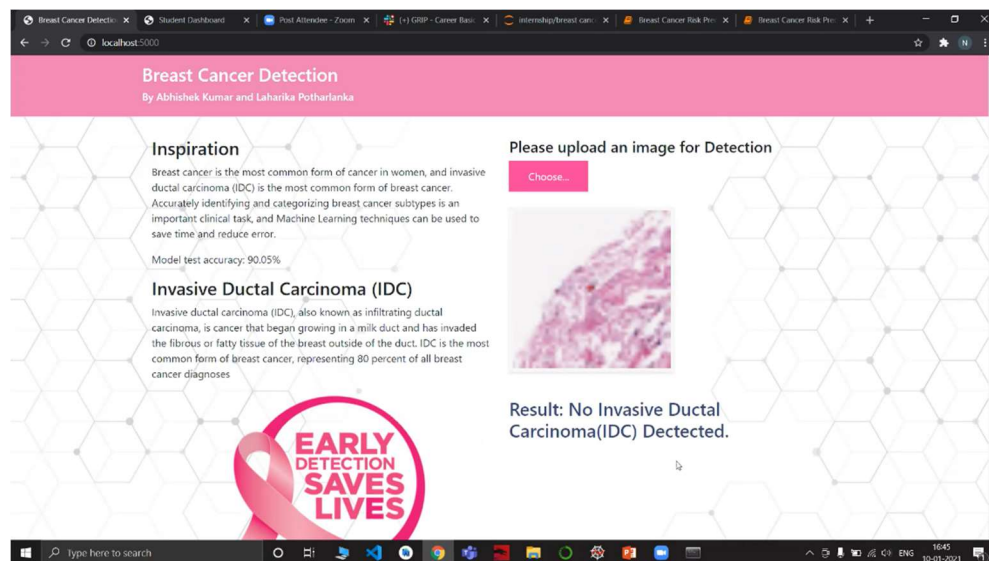 Breast Cancer Detectio
Student Dashboard
Post Attendee - Zoom
(+) GRIP - Career Basic
internship/breast canc
Breast Cancer Risk Pre
Breast Cancer Risk Pre
localhost:5000
N
Breast Cancer Detection
By Abhishek Kumar and Laharika Potharlanka
Inspiration
Breast cancer is the most common form of cancer in women, and invasive
ductal carcinoma (IDC) is the most common form of breast cancer.
Accurately identifying and categorizing breast cancer subtypes is an
important clinical task, and Machine Learning techniques can be used to
save time and reduce error.
Model test accuracy: 90.05%
Invasive Ductal Carcinoma (IDC)
Invasive ductal carcinoma (IDC), also known as infiltrating ductal
carcinoma, is cancer that began growing in a milk duct and has invaded
the fibrous or fatty tissue of the breast outside of the duct. IDC is the most
common form of breast cancer, representing 80 percent of all breast
cancer diagnoses
EARLY
DETECTION
SAVES
LIVES
Please upload an image for Detection
Choose...
Result: No Invasive Ductal
Carcinoma(IDC) Dectected.
Type here to search
ENG
16:45
10-01-2021